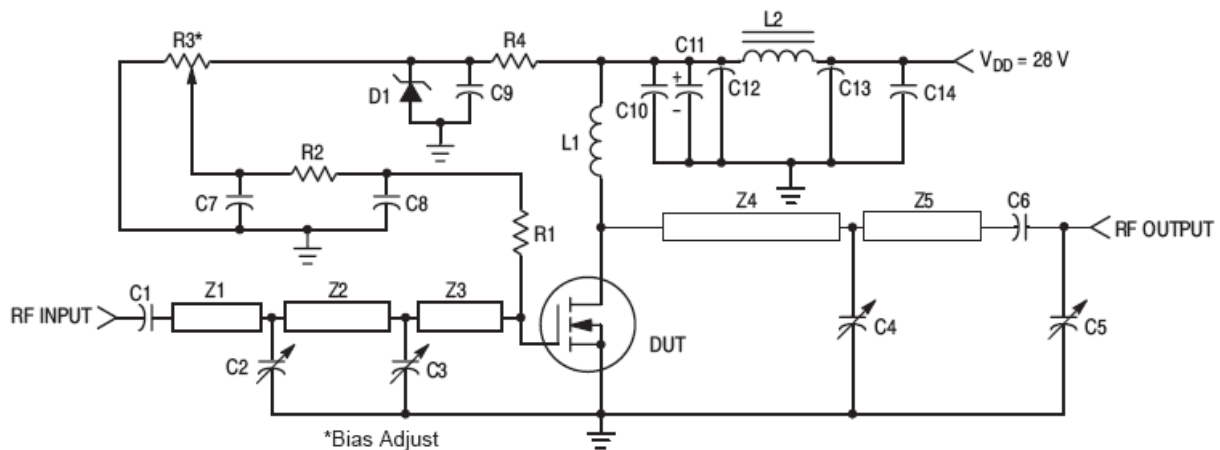 L2
R3*
R4
C11
V_DD = 28 V
D1
C9
C10
+
-
C12
C13
C14
L1
R2
C7
C8
Z4
Z5
C6
R1
RF OUTPUT
C1
Z1
Z2
Z3
RF INPUT
C4
C5
DUT
C2
C3
*Bias Adjust